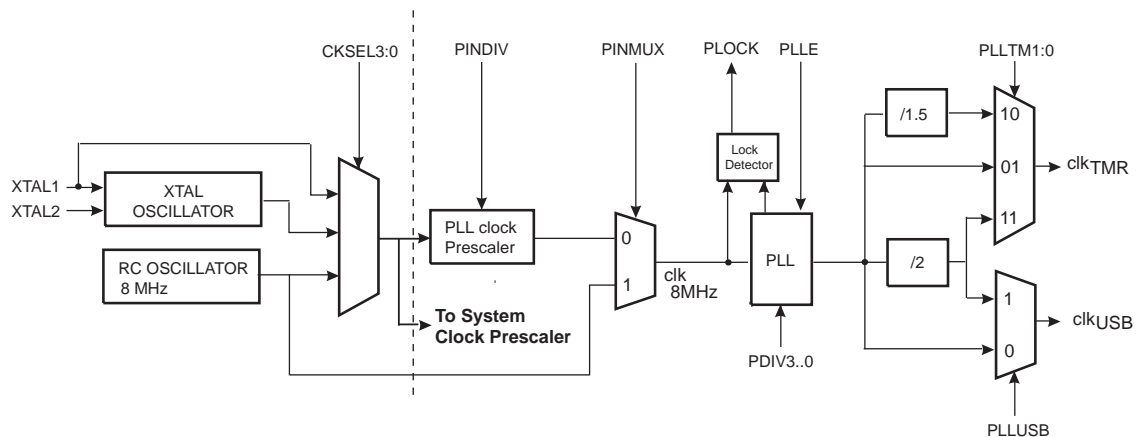 CKSEL3:0
PINDIV
PINMUX
PLOCK
PLLE
PLLTM1:0
XTAL1
XTAL2
XTAL
OSCILLATOR
RC OSCILLATOR
8 MHz
PLL clock
Prescaler
To System
Clock Prescaler
0
1
clk
8MHz
Lock
Detector
PLL
PDIV3..0
/1.5
/2
10
01
11
clkTMR
1
0
clkUSB
PLLUSB